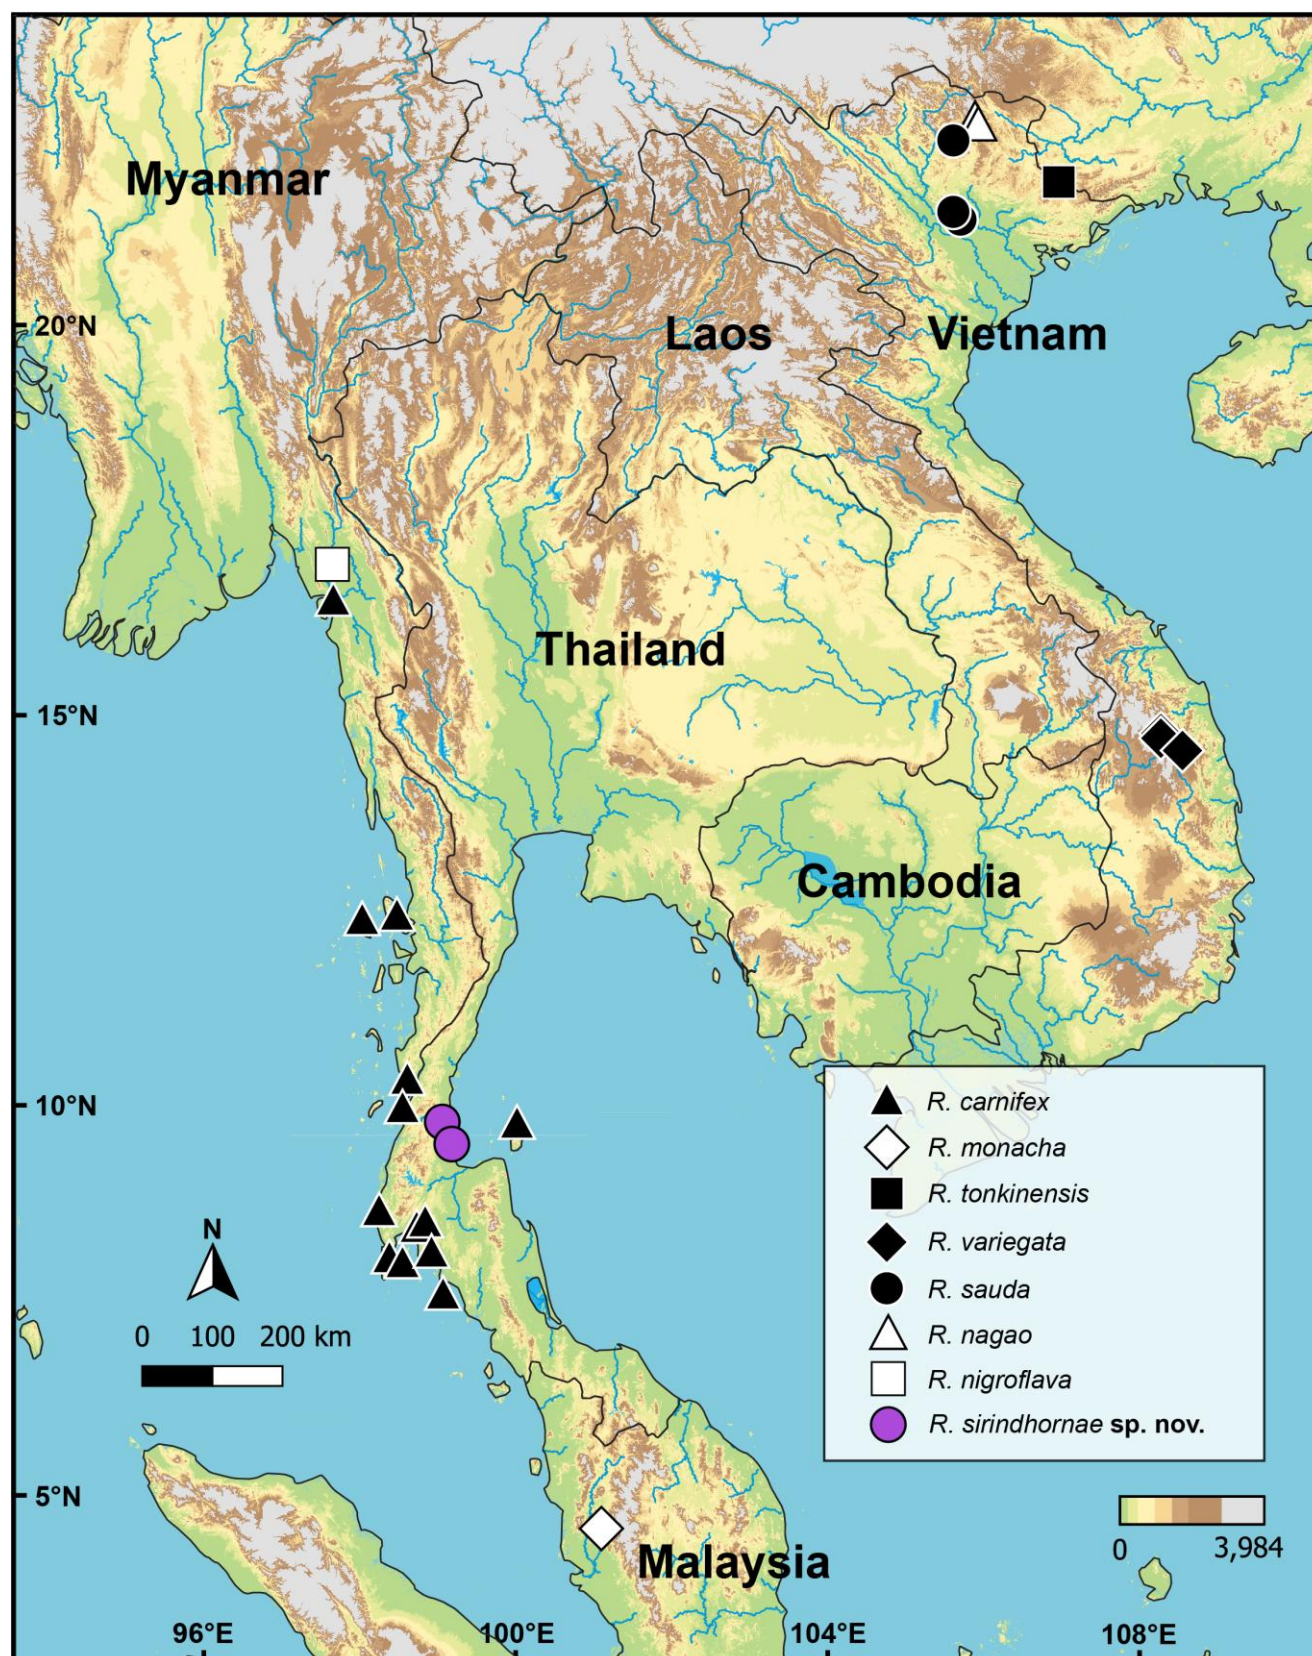 Myanmar
20°N
Laos
Vietnam
Thailand
15°N
Cambodia
10°N
R. carnifex
R. monacha
R. tonkinensis
R. variegata
R. sauda
R. nagao
R. nigroflava
R. sirindhornae sp. nov.
N
0 100 200 km
5°N
0 3,984
Malaysia
96°E 100°E 104°E 108°E